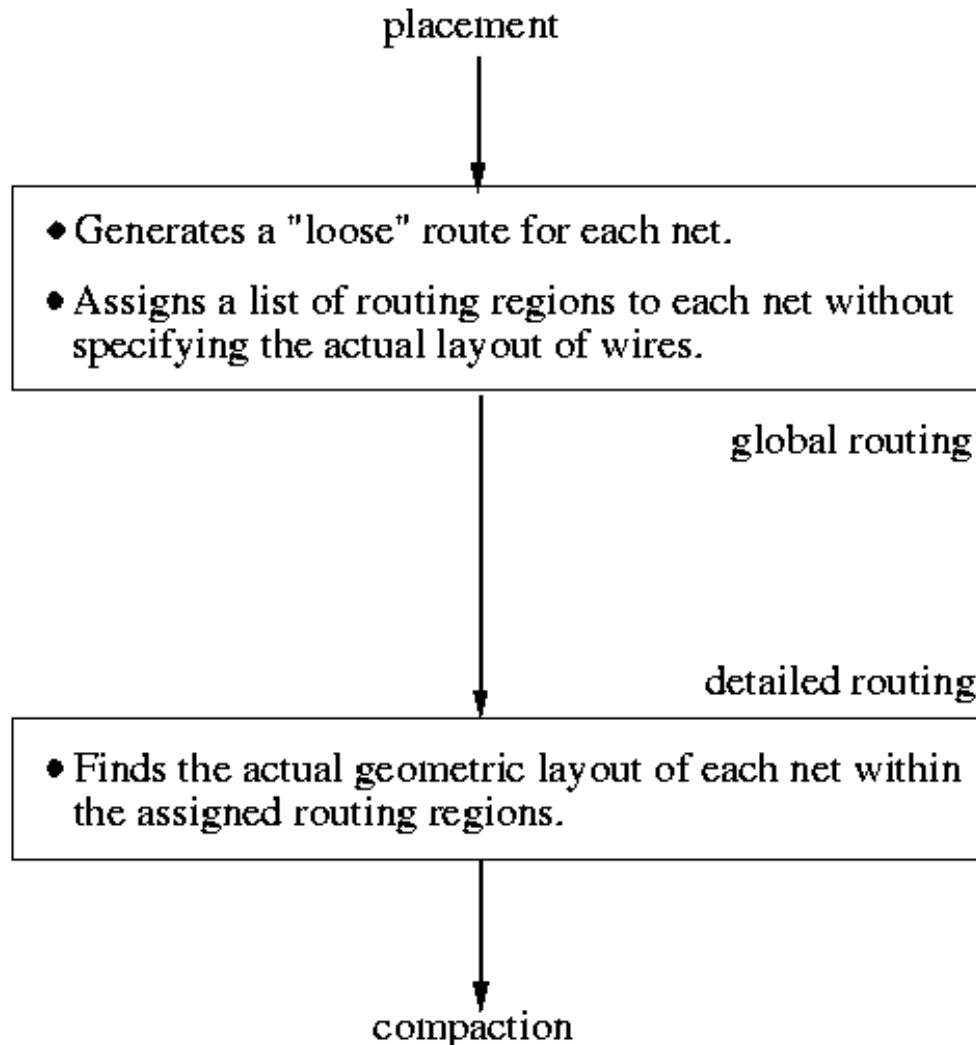 placement
• Generates a "loose" route for each net.
• Assigns a list of routing regions to each net without
specifying the actual layout of wires.
global routing
detailed routing
• Finds the actual geometric layout of each net within
the assigned routing regions.
compaction